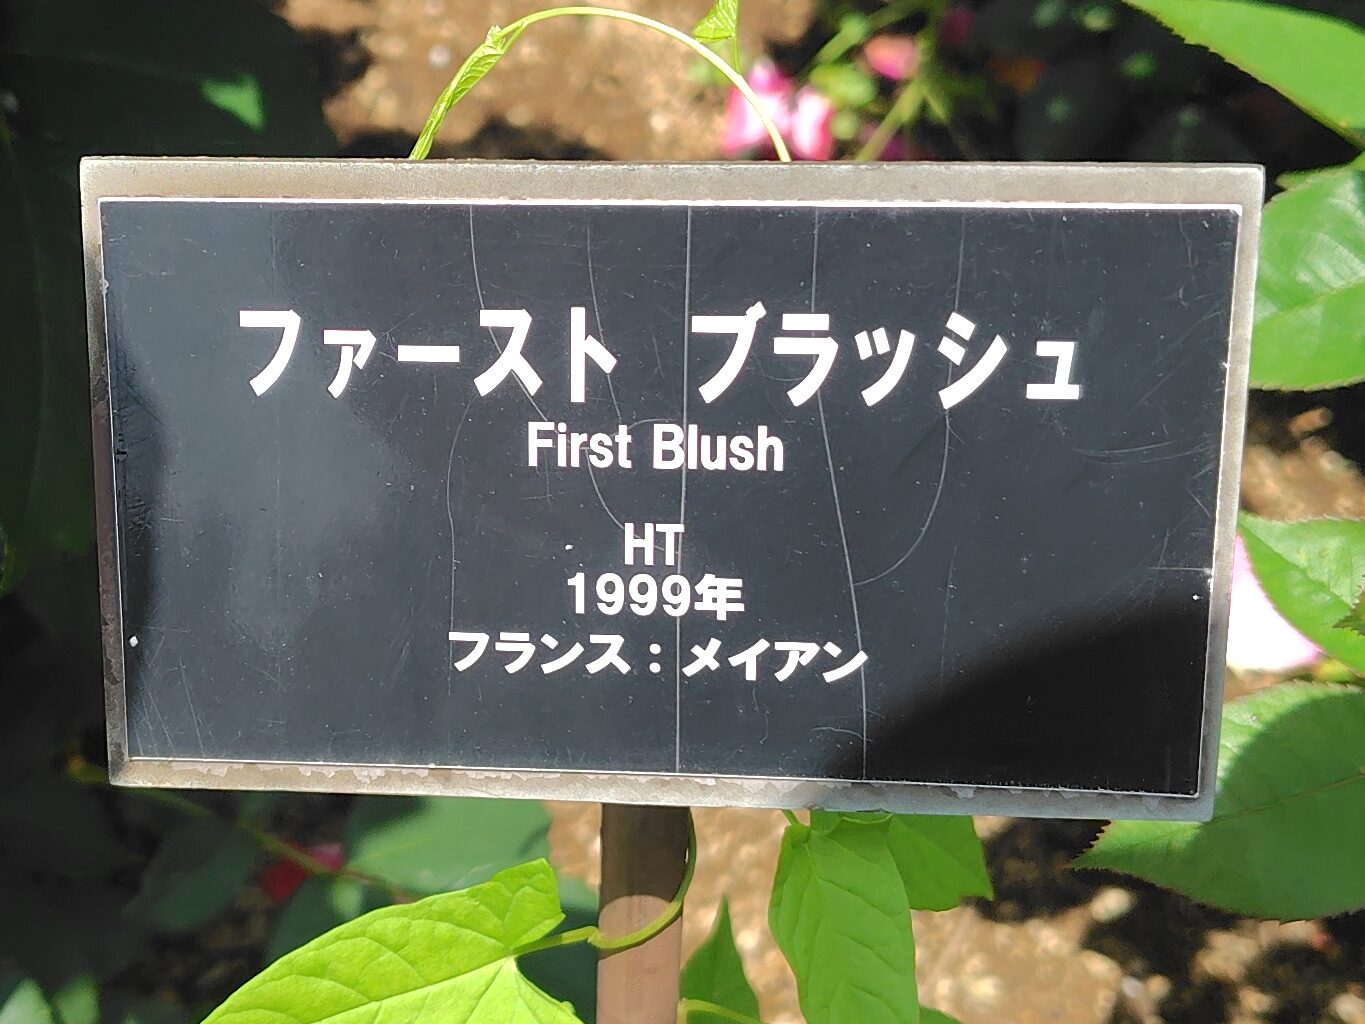 ファースト ブラッシュ
First Blush
HT
1999年
フランス：メイアン